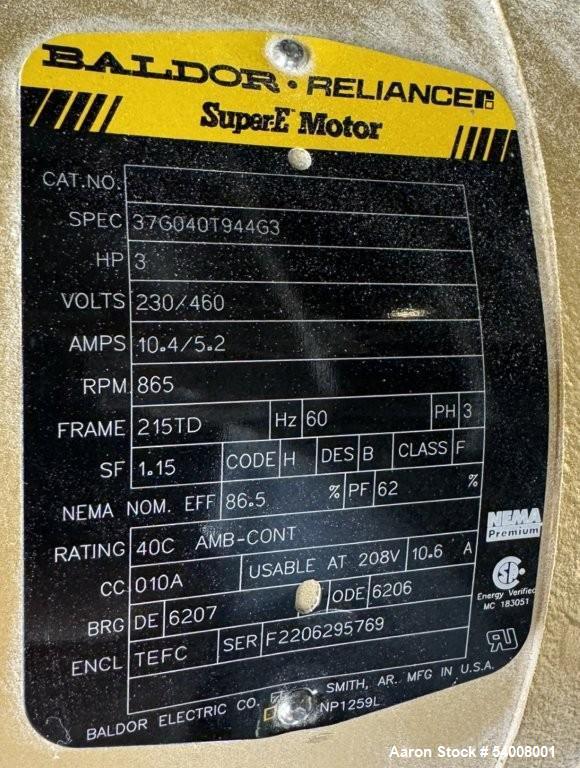 BALDOR • RELIANCE
Super-E Motor
CAT.NO.
SPEC 37G040T944G3
HP 3
VOLTS 230/460
AMPS 10.4/5.2
RPM 865
FRAME 215TD Hz 60 PH 3
SF 1.15 CODE H DES B CLASS F
NEMA NOM. EFF 86.5 % PF 62 %
RATING 40C AMB-CONT
NEMA
Premium
CC 010A USABLE AT 208V 10.6 A
Energy Verified
MC 183051
BRG DE 6207 ODE 6206
ENCL TEFC SER F2206295769
BALDOR ELECTRIC CO. SMITH, AR. MFG IN U.S.A.
NP1259L
Aaron Stock # 54008001